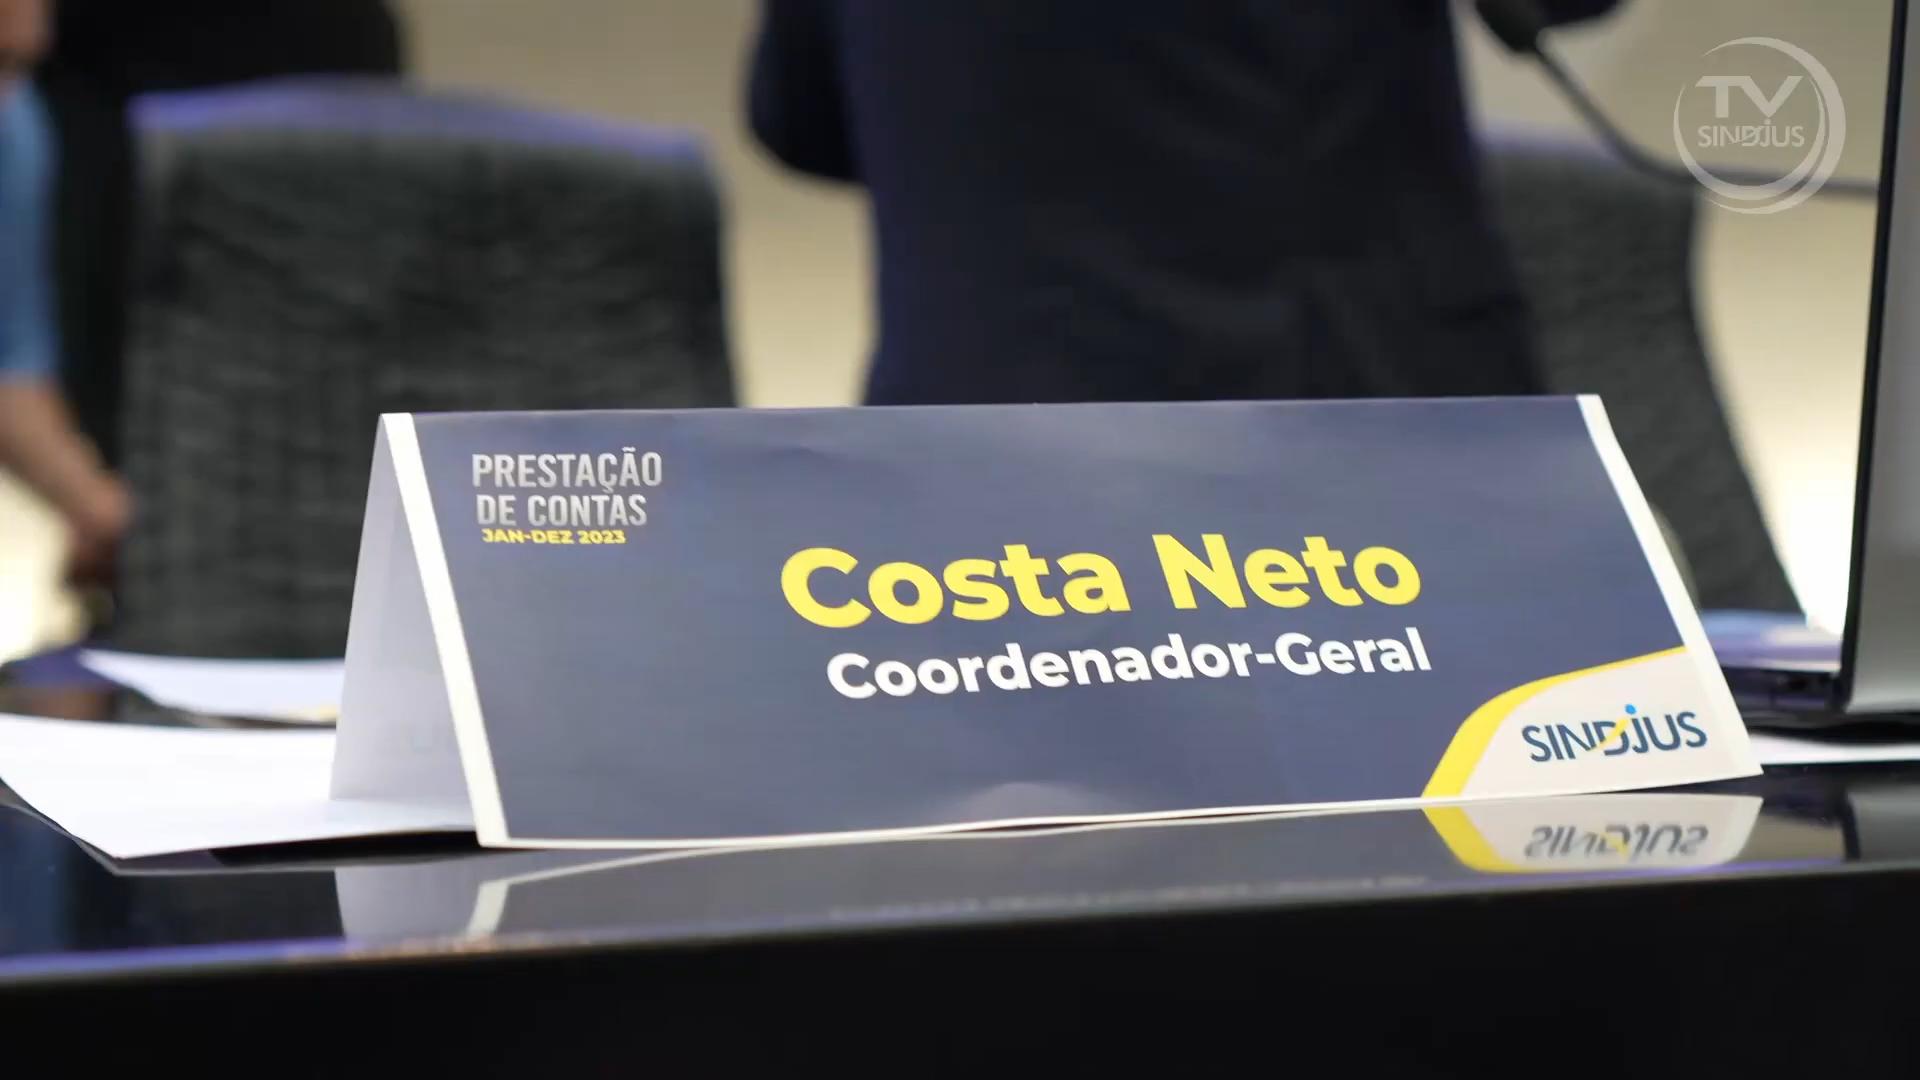 TV
SINDJUS
PRESTAÇÃO
DE CONTAS
JAN-DEZ 2023
Costa Neto
Coordenador-Geral
SINDJUS